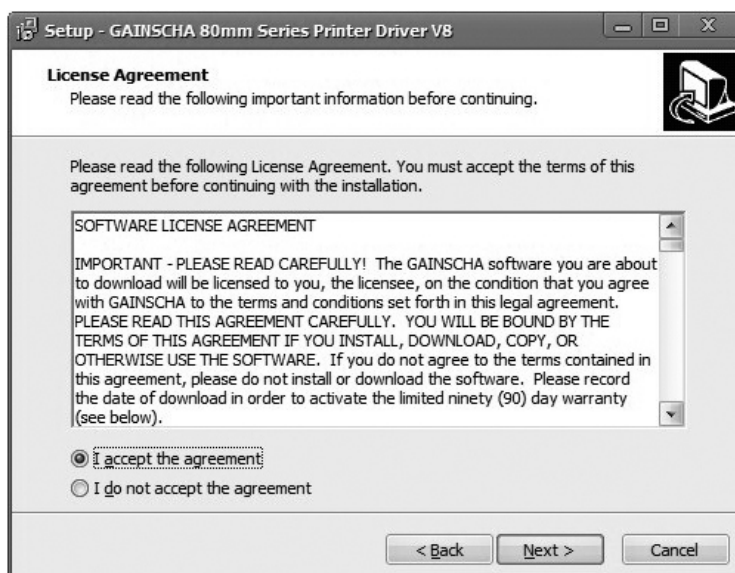 Setup - GAINSCHA 80mm Series Printer Driver V8
License Agreement
Please read the following important information before continuing.
Please read the following License Agreement. You must accept the terms of this
agreement before continuing with the installation.
SOFTWARE LICENSE AGREEMENT
IMPORTANT - PLEASE READ CAREFULLY!  The GAINSCHA software you are about
to download will be licensed to you, the licensee, on the condition that you agree
with GAINSCHA to the terms and conditions set forth in this legal agreement.
PLEASE READ THIS AGREEMENT CAREFULLY.  YOU WILL BE BOUND BY THE
TERMS OF THIS AGREEMENT IF YOU INSTALL, DOWNLOAD, COPY, OR
OTHERWISE USE THE SOFTWARE.  If you do not agree to the terms contained in
this agreement, please do not install or download the software.  Please record
the date of download in order to activate the limited ninety (90) day warranty
(see below).
I accept the agreement
I do not accept the agreement
< Back
Next >
Cancel